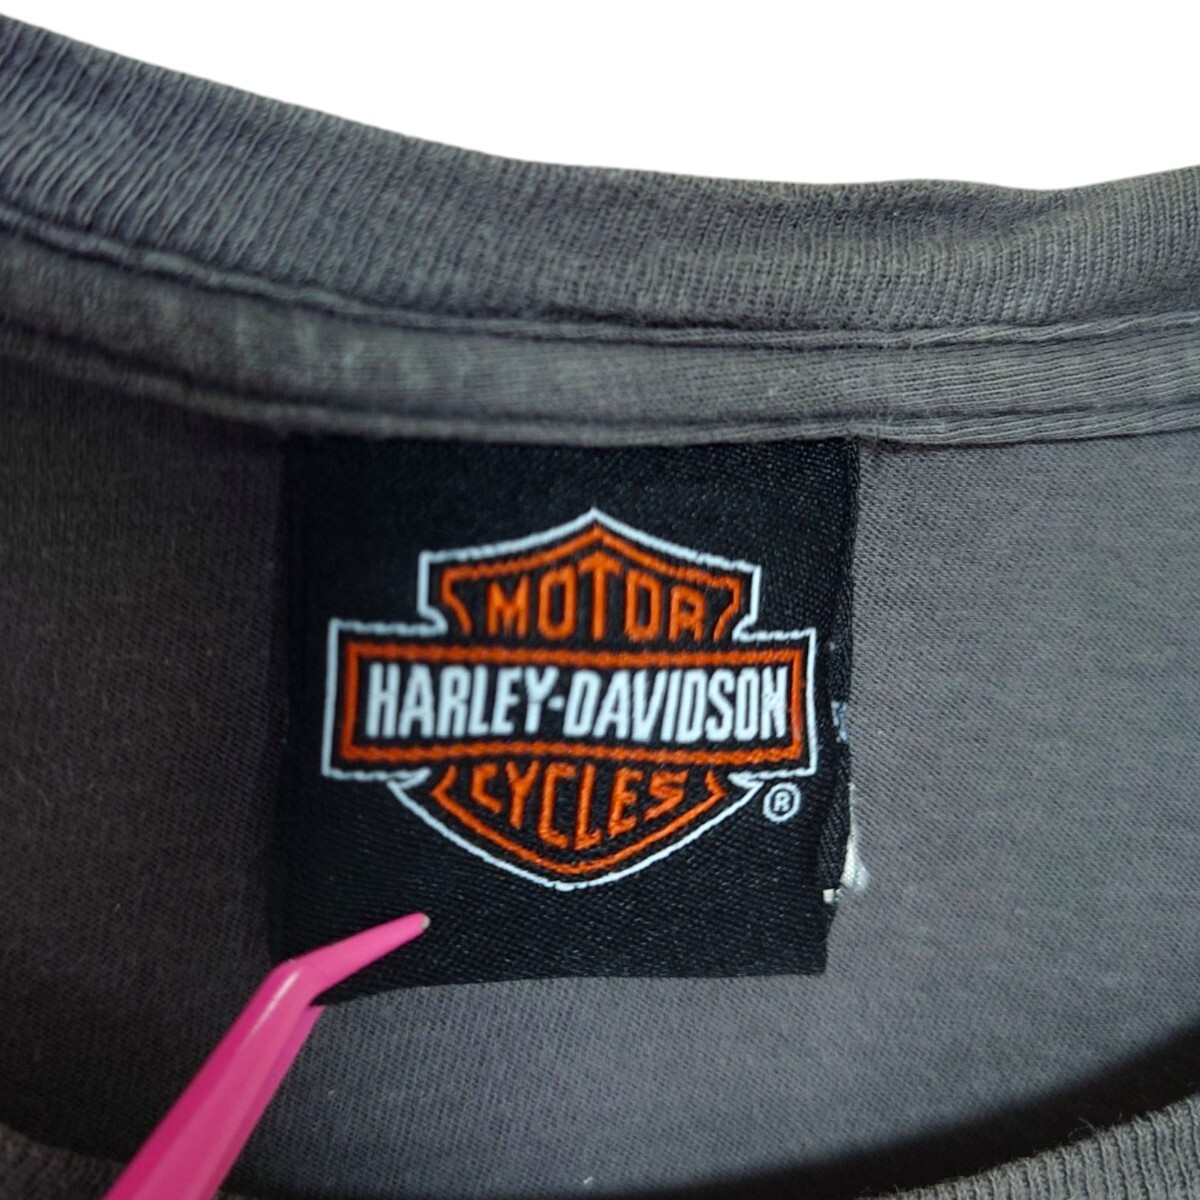 MOTOR
HARLEY-DAVIDSON
CYCLES
®